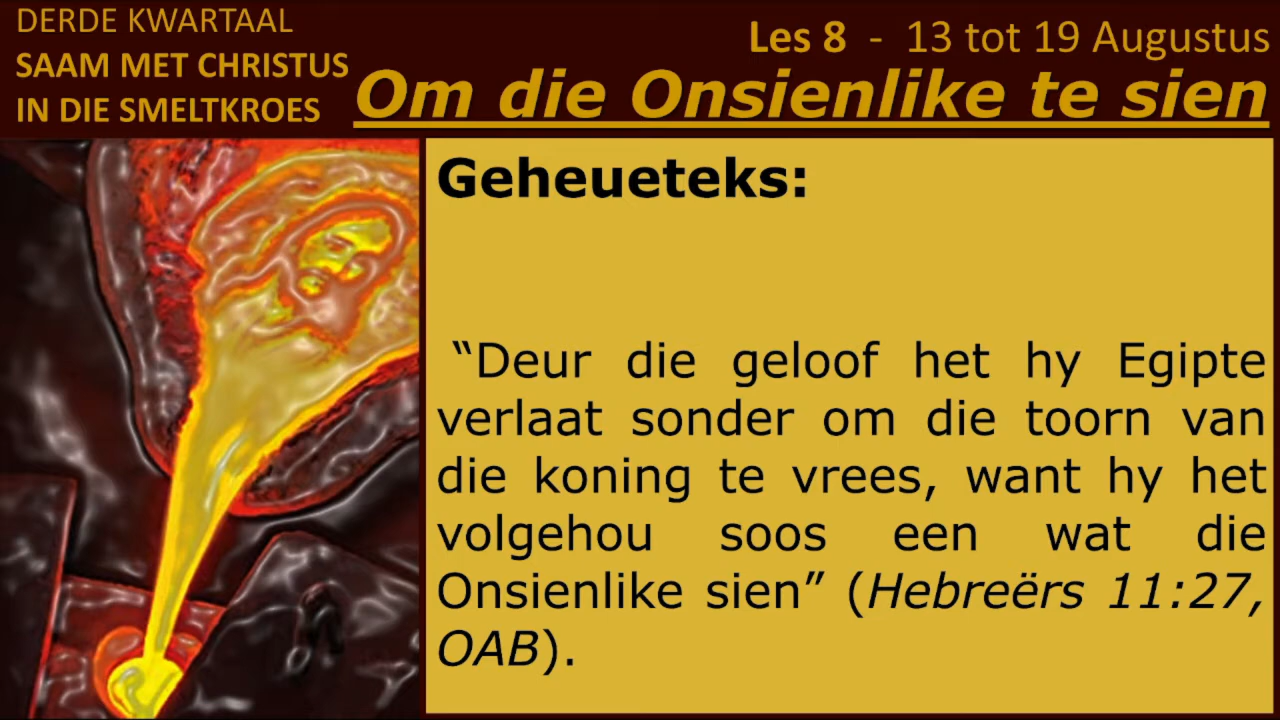 DERDE KWARTAAL
SAAM MET CHRISTUS
IN DIE SMELTKROES
Les 8 - 13 tot 19 Augustus
Om die Onsienlike te sien
Geheueteks:
“Deur die geloof het hy Egipte
verlaat sonder om die toorn van
die koning te vrees, want hy het
volgehou soos een wat die
Onsienlike sien” (Hebreërs 11:27,
OAB).